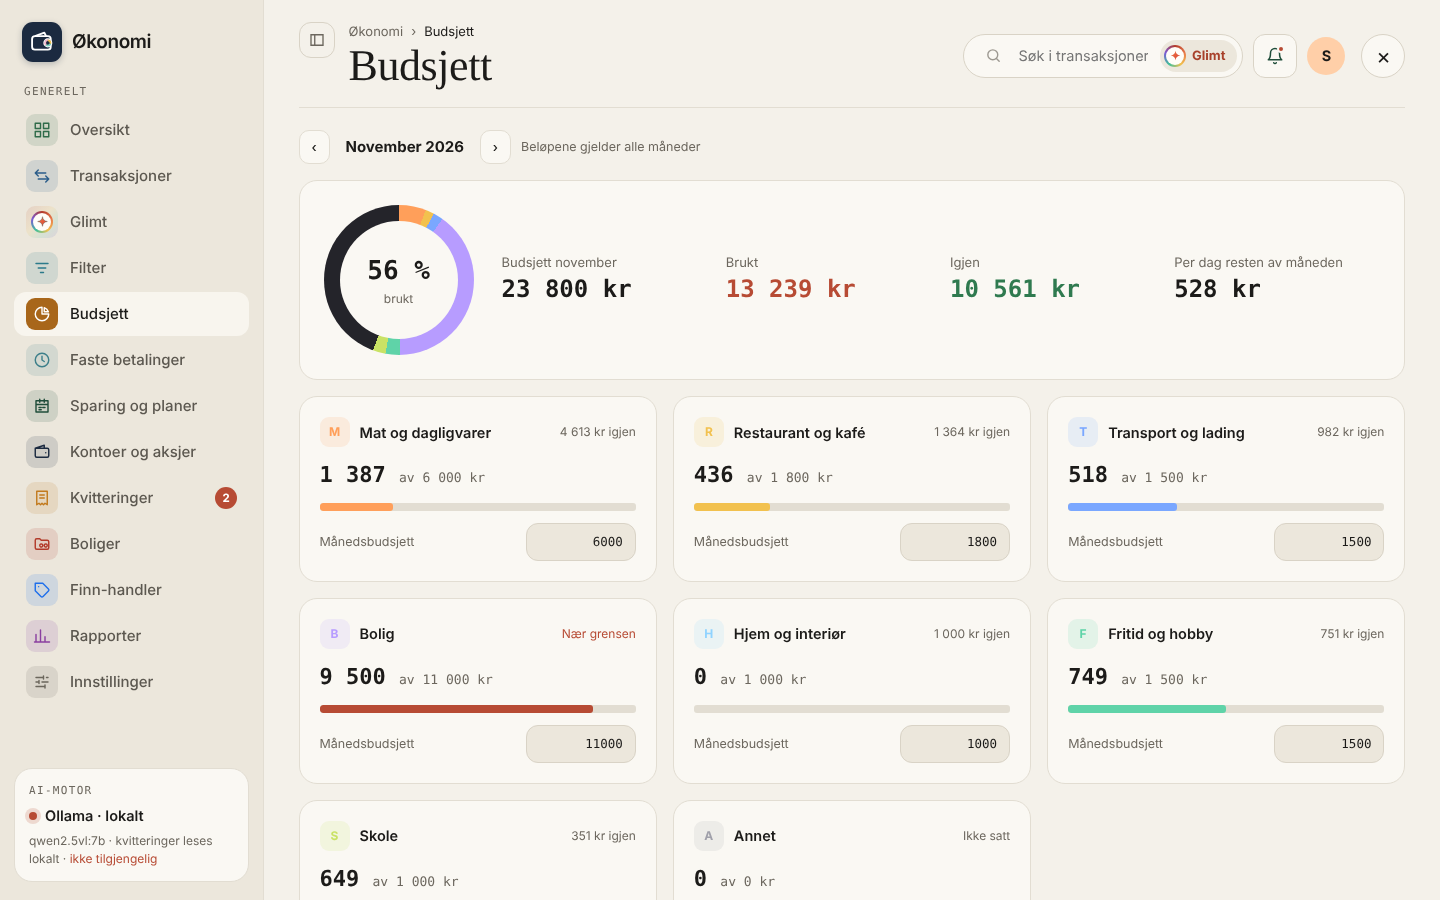 Økonomi
GENERELT
Oversikt
Transaksjoner
Glimt
Filter
Budsjett
Faste betalinger
Sparing og planer
Kontoer og aksjer
Kvitteringer 2
Boliger
Finn-handler
Rapporter
Innstillinger
AI-MOTOR
Ollama · lokalt
qwen2.5vl:7b · kvitteringer leses
lokalt · ikke tilgjengelig
Økonomi › Budsjett
Budsjett
Søk i transaksjoner Glimt
S
×
‹ November 2026 › Beløpene gjelder alle måneder
56 %
brukt
Budsjett november
23 800 kr
Brukt
13 239 kr
Igjen
10 561 kr
Per dag resten av måneden
528 kr
M Mat og dagligvarer 4 613 kr igjen
1 387 av 6 000 kr
Månedsbudsjett 6000
R Restaurant og kafé 1 364 kr igjen
436 av 1 800 kr
Månedsbudsjett 1800
T Transport og lading 982 kr igjen
518 av 1 500 kr
Månedsbudsjett 1500
B Bolig Nær grensen
9 500 av 11 000 kr
Månedsbudsjett 11000
H Hjem og interiør 1 000 kr igjen
0 av 1 000 kr
Månedsbudsjett 1000
F Fritid og hobby 751 kr igjen
749 av 1 500 kr
Månedsbudsjett 1500
S Skole 351 kr igjen
649 av 1 000 kr
A Annet Ikke satt
0 av 0 kr